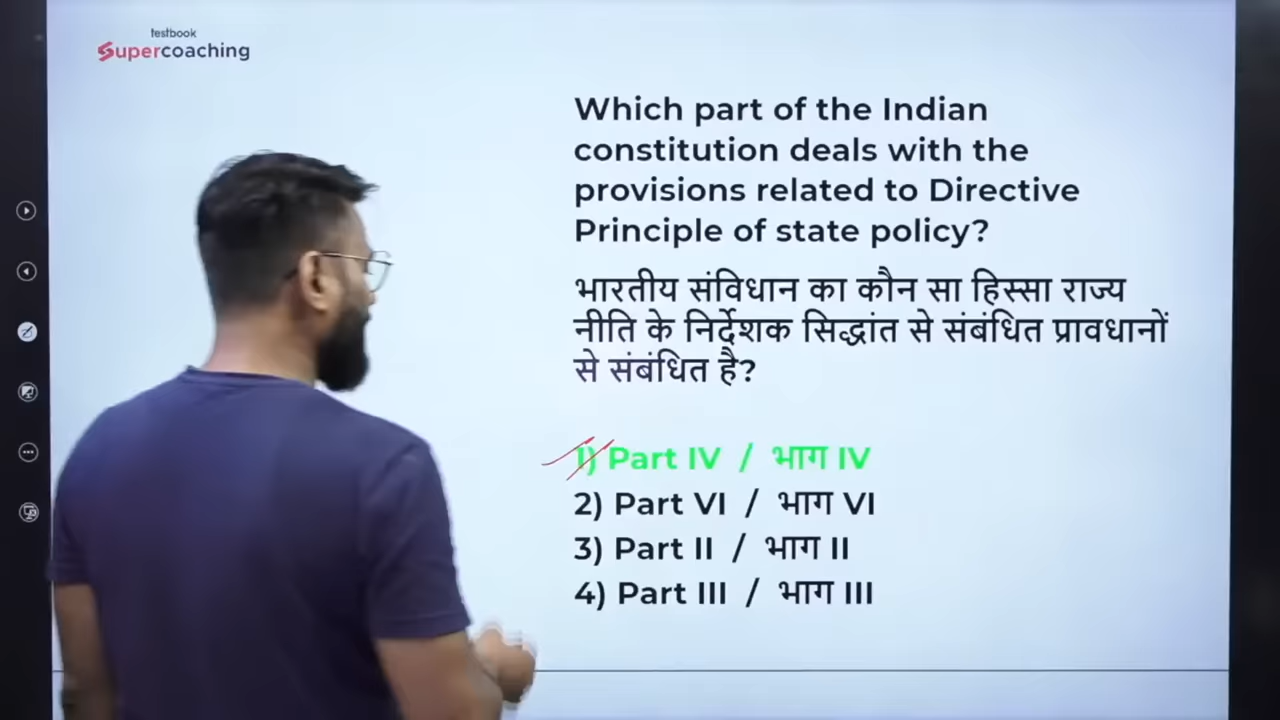 testbook
Supercoaching
Which part of the Indian
constitution deals with the
provisions related to Directive
Principle of state policy?
भारतीय संविधान का कौन सा हिस्सा राज्य
नीति के निर्देशक सिद्धांत से संबंधित प्रावधानों
से संबंधित है?
1) Part IV / भाग IV
2) Part VI / भाग VI
3) Part II / भाग II
4) Part III / भाग III